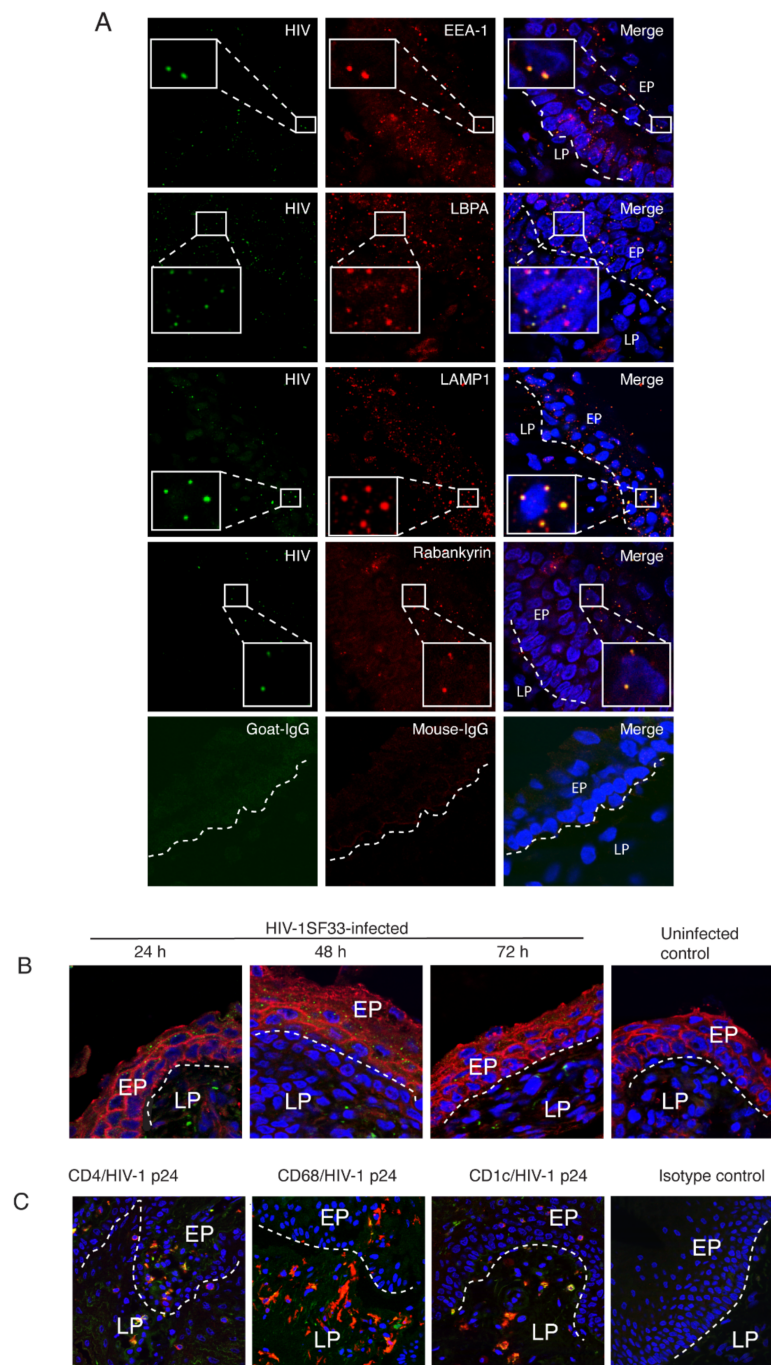 A
HIV EEA-1 Merge
EP
LP
HIV LBPA Merge
EP
LP
HIV LAMP1 Merge
LP EP
HIV Rabankyrin Merge
EP
LP
Goat-IgG Mouse-IgG Merge
EP
LP
HIV-1SF33-infected
Uninfected
control
24 h 48 h 72 h
B
EP LP
EP LP
EP LP
EP LP
CD4/HIV-1 p24 CD68/HIV-1 p24 CD1c/HIV-1 p24 Isotype control
C
EP LP
EP LP
EP LP
EP LP